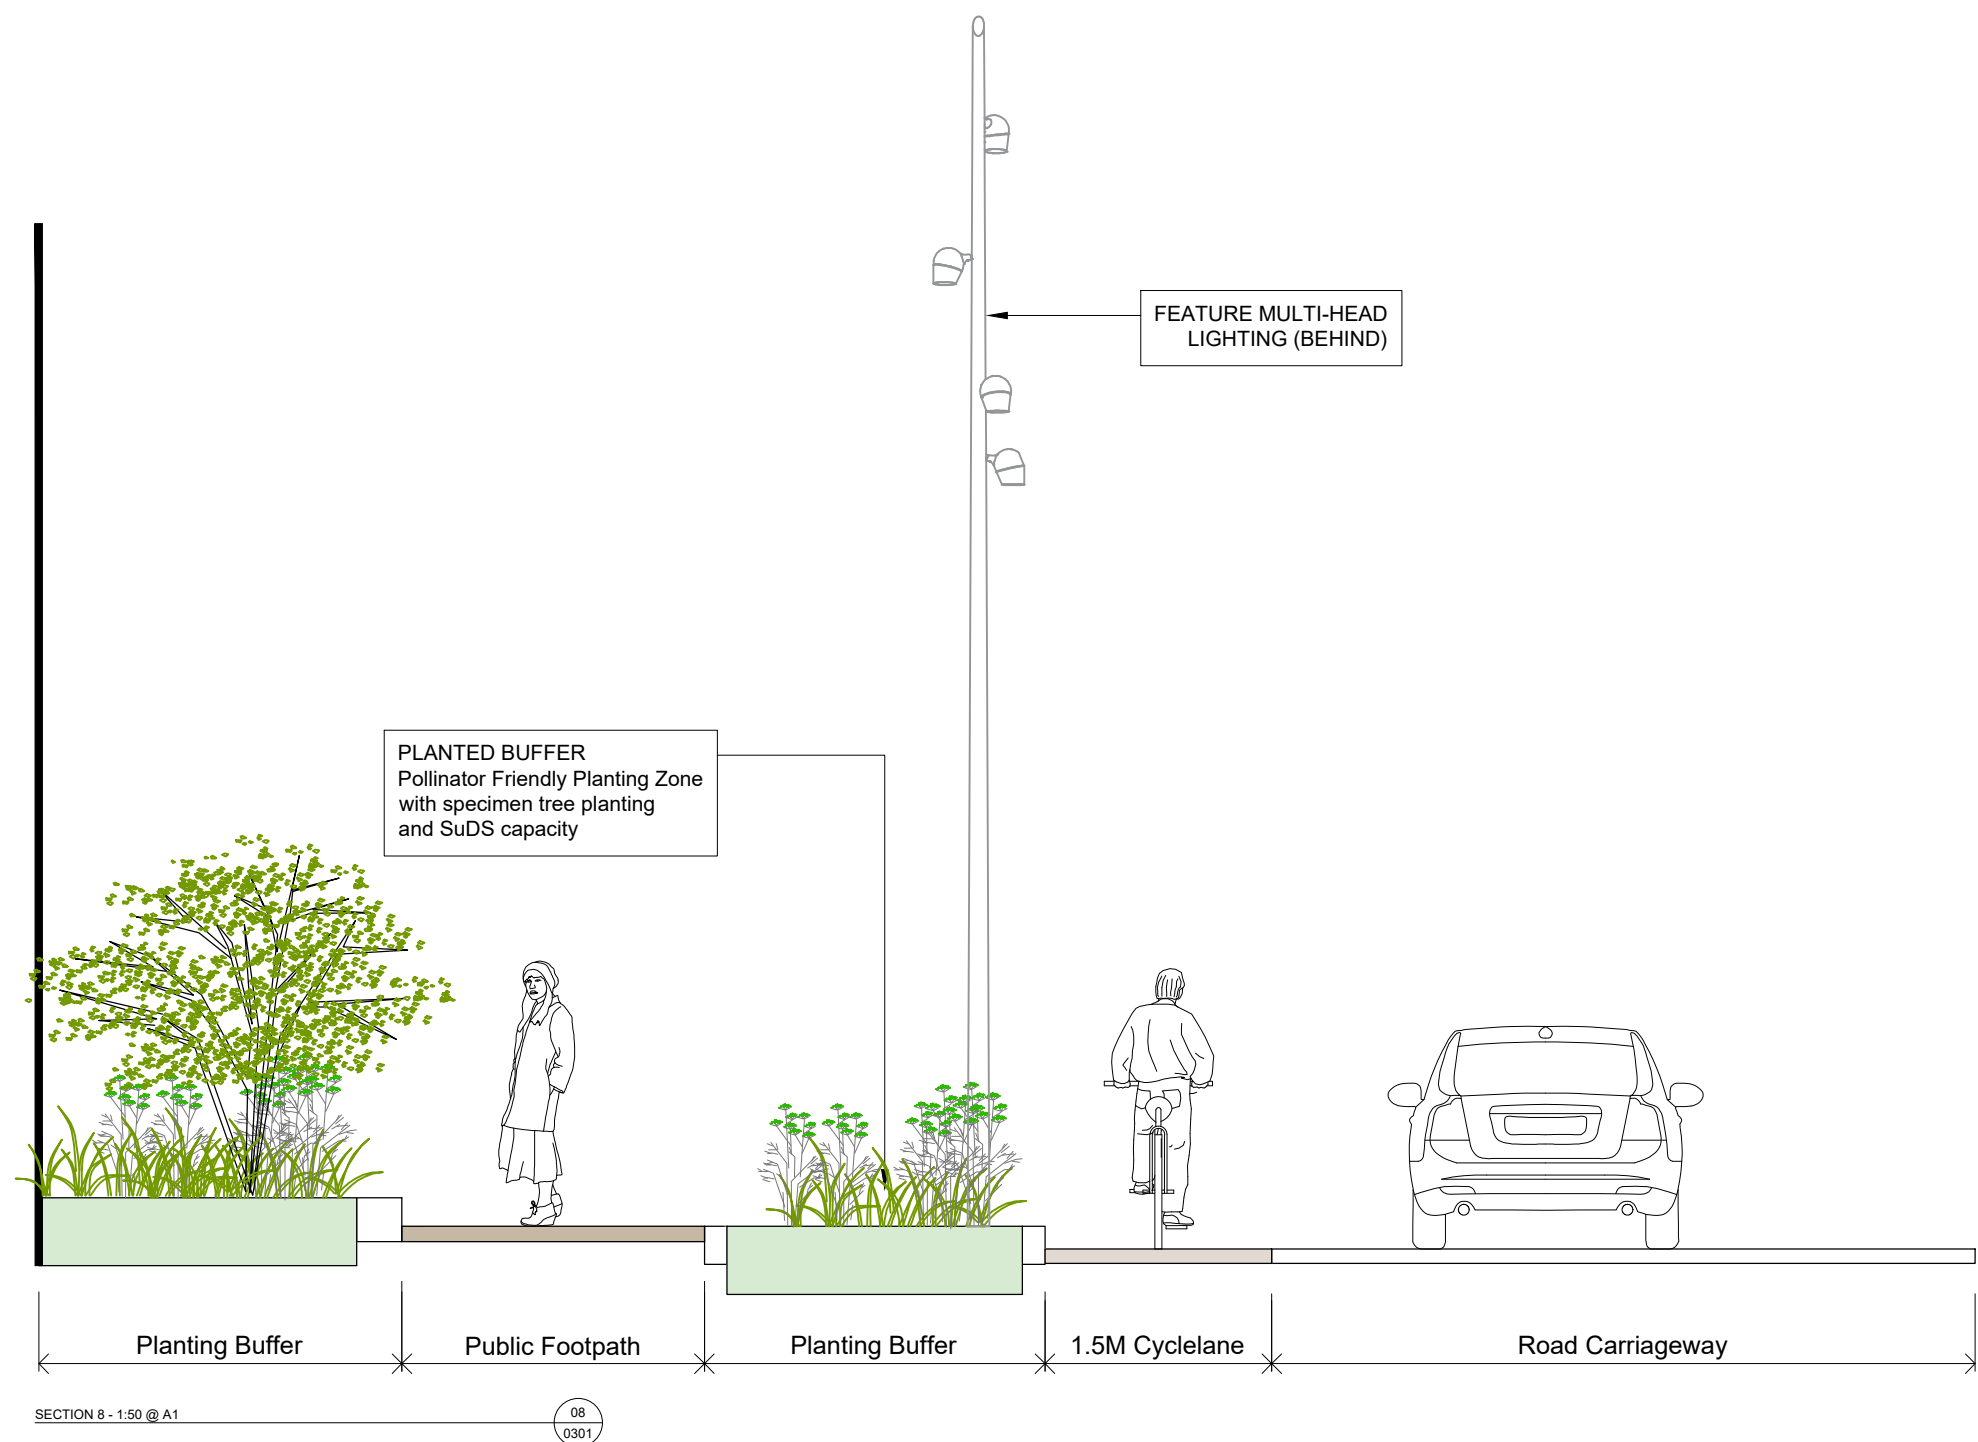 FEATURE MULTI-HEAD
LIGHTING (BEHIND)
PLANTED BUFFER
Pollinator Friendly Planting Zone
with specimen tree planting
and SuDS capacity
Planting Buffer
Public Footpath
Planting Buffer
1.5M Cyclelane
Road Carriageway
SECTION 8 - 1:50 @ A1
08
0301